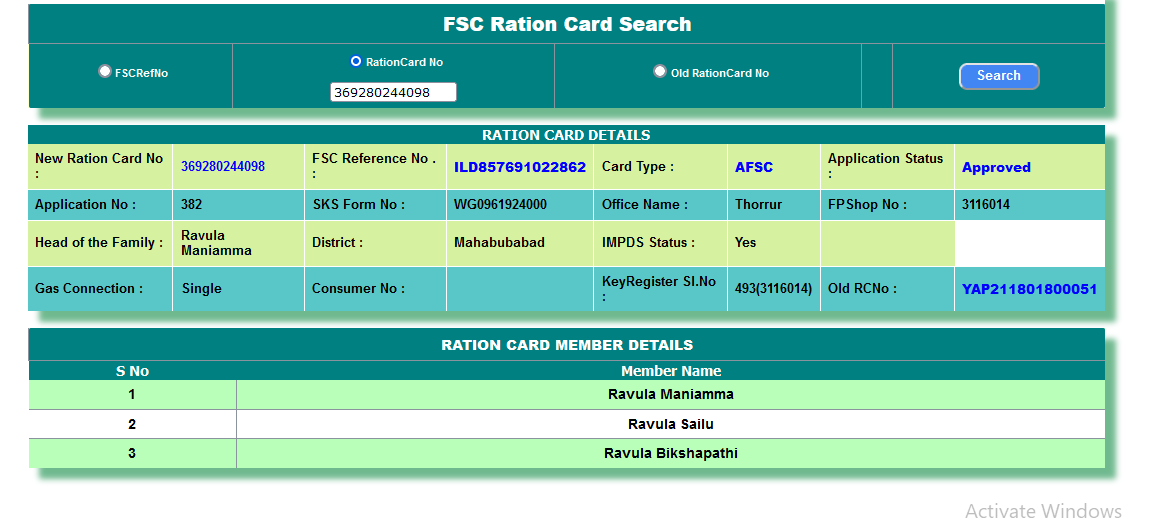 FSC Ration Card Search
FSCRefNo
RationCard No
369280244098
Old RationCard No
Search
RATION CARD DETAILS
New Ration Card No : 369280244098 FSC Reference No . : ILD857691022862 Card Type : AFSC Application Status : Approved
Application No : 382 SKS Form No : WG0961924000 Office Name : Thorrur FPShop No : 3116014
Head of the Family : Ravula Maniamma District : Mahabubabad IMPDS Status : Yes
Gas Connection : Single Consumer No : KeyRegister Sl.No : 493(3116014) Old RCNo : YAP211801800051
RATION CARD MEMBER DETAILS
S No Member Name
1 Ravula Maniamma
2 Ravula Sailu
3 Ravula Bikshapathi
Activate Windows